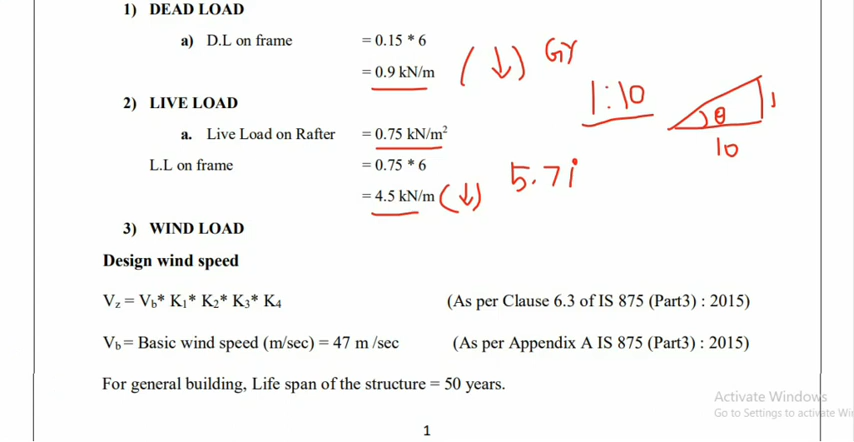 1) DEAD LOAD
a) D.L on frame = 0.15 * 6
= 0.9 kN/m (↓) GY
1:10
θ 1
10
2) LIVE LOAD
a. Live Load on Rafter = 0.75 kN/m²
L.L on frame = 0.75 * 6
5.71
= 4.5 kN/m (↓)
3) WIND LOAD
Design wind speed
Vz = Vb* K1* K2* K3* K4 (As per Clause 6.3 of IS 875 (Part3) : 2015)
Vb = Basic wind speed (m/sec) = 47 m /sec (As per Appendix A IS 875 (Part3) : 2015)
For general building, Life span of the structure = 50 years.
Activate Windows
Go to Settings to activate Wi
1